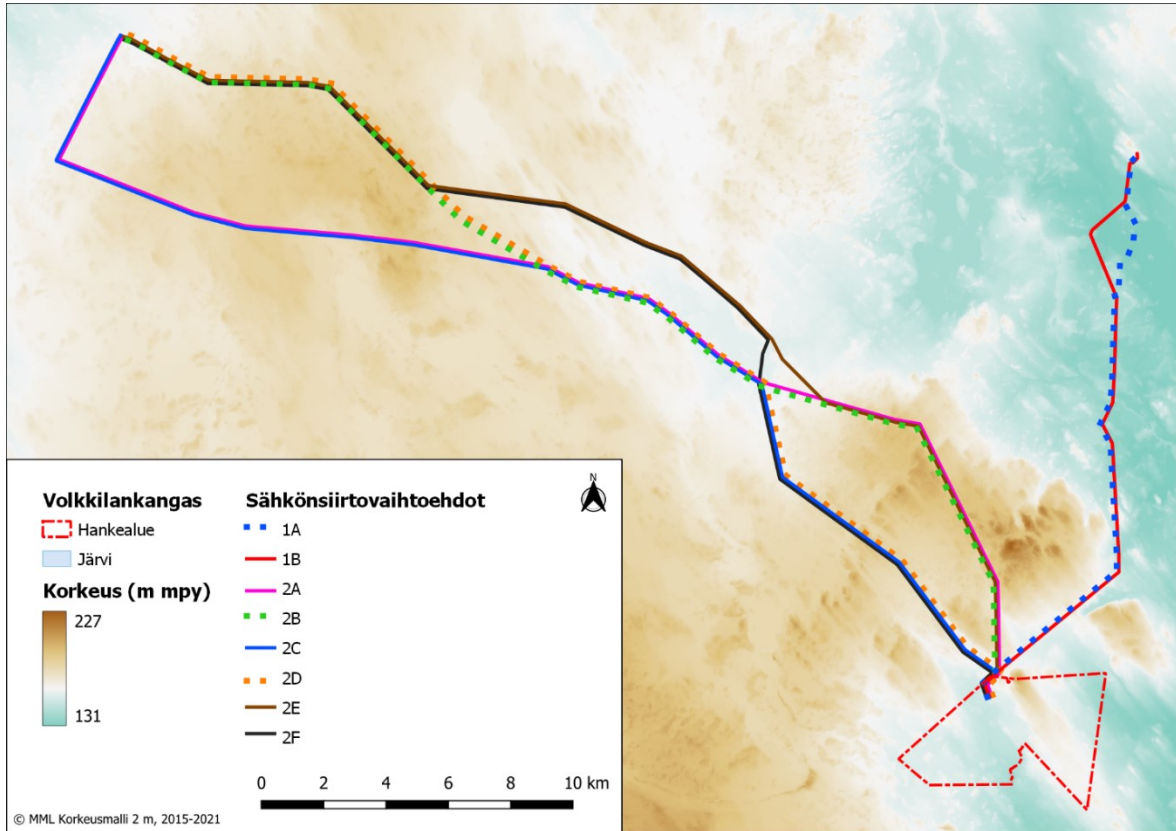 Volkkilankangas
Hankealue
Järvi
Korkeus (m mpy)
227
131
Sähkönsiirtovaihtoehdot
1A
1B
2A
2B
2C
2D
2E
2F
N
0 2 4 6 8 10 km
© MML Korkeusmalli 2 m, 2015-2021